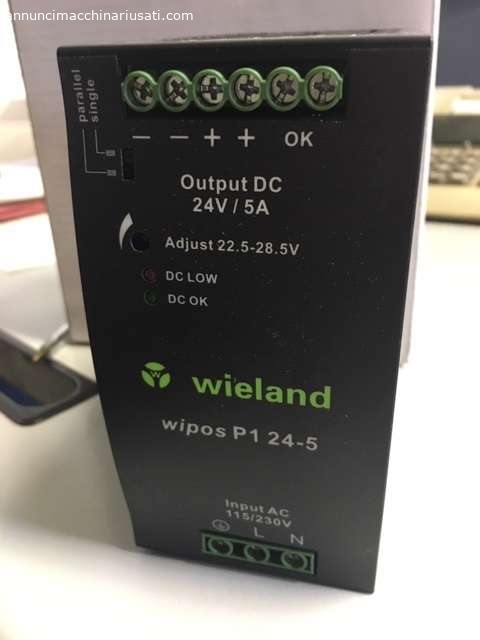 annuncimacchinariusati.com
parallel
single
− − + + OK
Output DC
24V / 5A
Adjust 22.5-28.5V
DC LOW
DC OK
wieland
wipos P1 24-5
Input AC
115/230V
L N